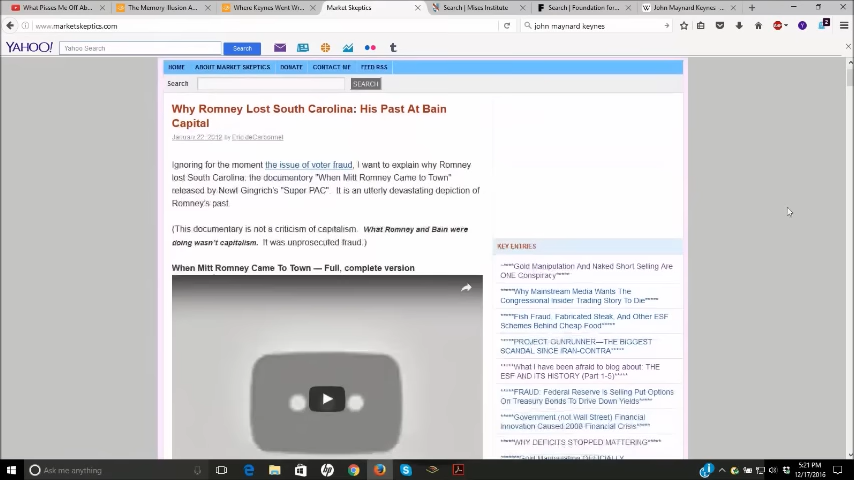 What Pisses Me Off Ab...
The Memory Illusion A...
Where Keynes Went Wr...
Market Skeptics
Search | Mises Institute
Search | Foundation for...
John Maynard Keynes
www.marketskeptics.com
john maynard keynes
YAHOO!
Yahoo Search
Search
HOME
ABOUT MARKET SKEPTICS
DONATE
CONTACT ME
FEED RSS
Search
SEARCH
Why Romney Lost South Carolina: His Past At Bain
Capital
January 22, 2012 by Eric deCarbonnel
Ignoring for the moment the issue of voter fraud, I want to explain why Romney
lost South Carolina: the documentary "When Mitt Romney Came to Town"
released by Newt Gingrich's "Super PAC". It is an utterly devastating depiction of
Romney's past
(This documentary is not a criticism of capitalism. What Romney and Bain were
doing wasn't capitalism. It was unprosecuted fraud.)
When Mitt Romney Came To Town — Full, complete version
KEY ENTRIES
*****Gold Manipulation And Naked Short Selling Are
ONE Conspiracy*****
*****Why Mainstream Media Wants The
Congressional Insider Trading Story To Die*****
*****Fish Fraud, Fabricated Steak, And Other ESF
Schemes Behind Cheap Food*****
*****PROJECT GUNRUNNER—THE BIGGEST
SCANDAL SINCE IRAN-CONTRA*****
*****What I have been afraid to blog about: THE
ESF AND ITS HISTORY (Part 1-5)*****
*****FRAUD: Federal Reserve Is Selling Put Options
On Treasury Bonds To Drive Down Yields*****
*****Government (not Wall Street) Financial
Innovation Caused 2008 Financial Crisis*****
*****WHY DEFICITS STOPPED MATTERING*****
Ask me anything
5:21 PM
12/17/2016